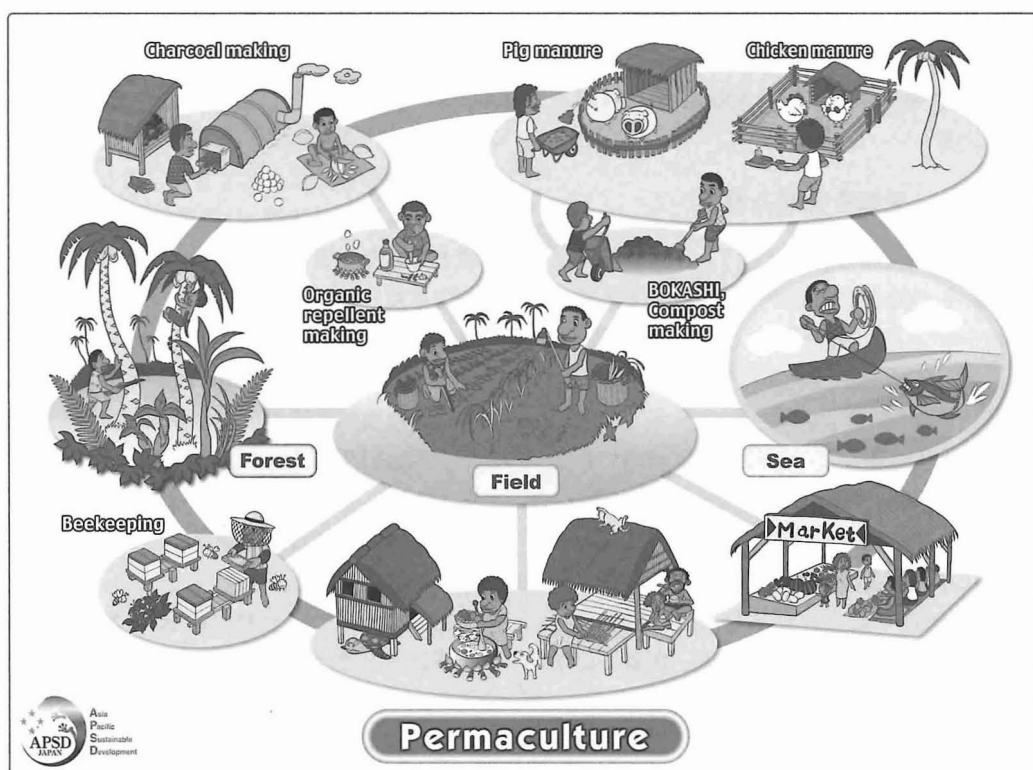 Charcoal making
Pig manure
Chicken manure
Organic
repellent
making
BOKASHI,
Compost
making
Forest
Field
Sea
Beekeeping
MarKet
APSD
JAPAN
Asia
Pacific
Sustainable
Development
Permaculture